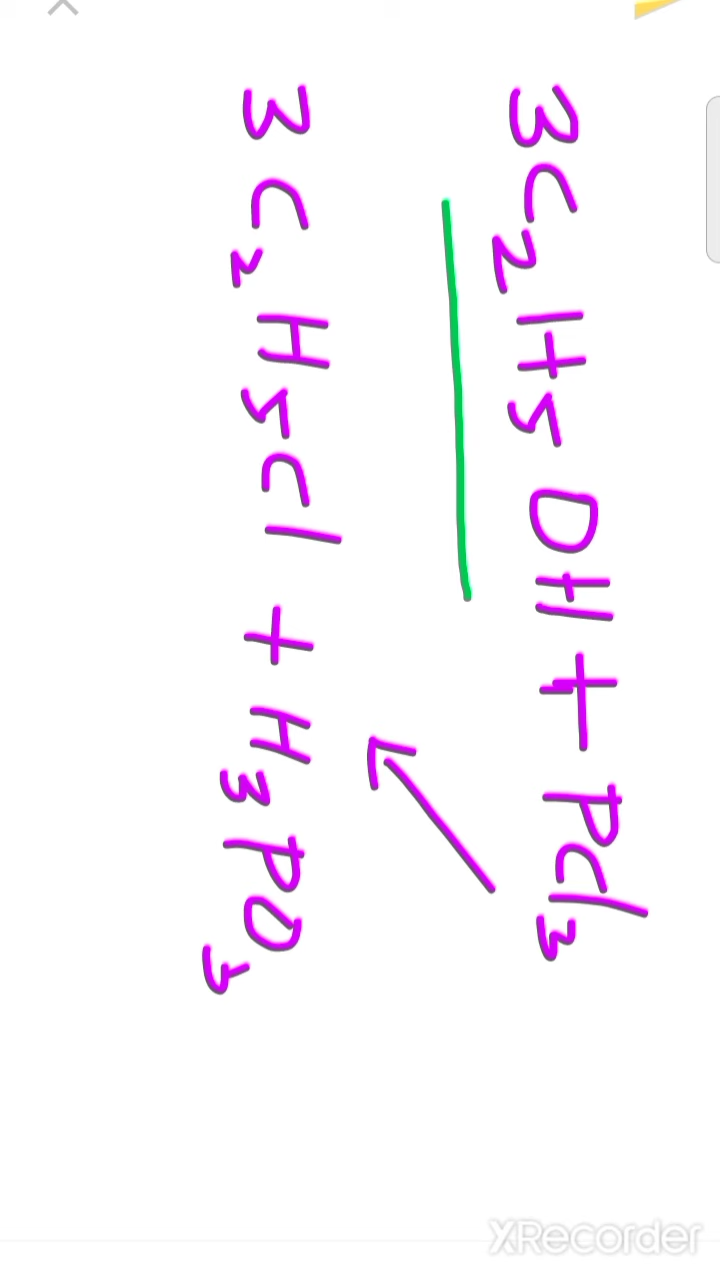 3C₂H₅OH + PCl₃
3C₂H₅Cl + H₃PO₃
XRecorder